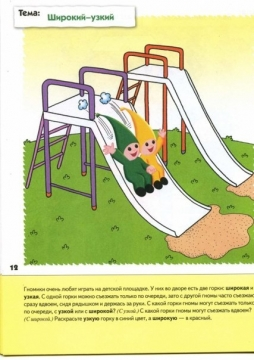 Тема:
Широкий–узкий
12
Гномики очень любят играть на детской площадке. У них во дворе есть две горки: широкая и
узкая. С одной горки можно съезжать только по очереди, зато с другой гномы часто съезжают
сразу вдвоём, сидя рядышком и держась за руки. С какой горки гномы могут съезжать только
по очереди, с узкой или с широкой? (С узкой.) С какой горки гномы могут съезжать вдвоём?
(С широкой.) Раскрасьте узкую горку в синий цвет, а широкую — в красный.